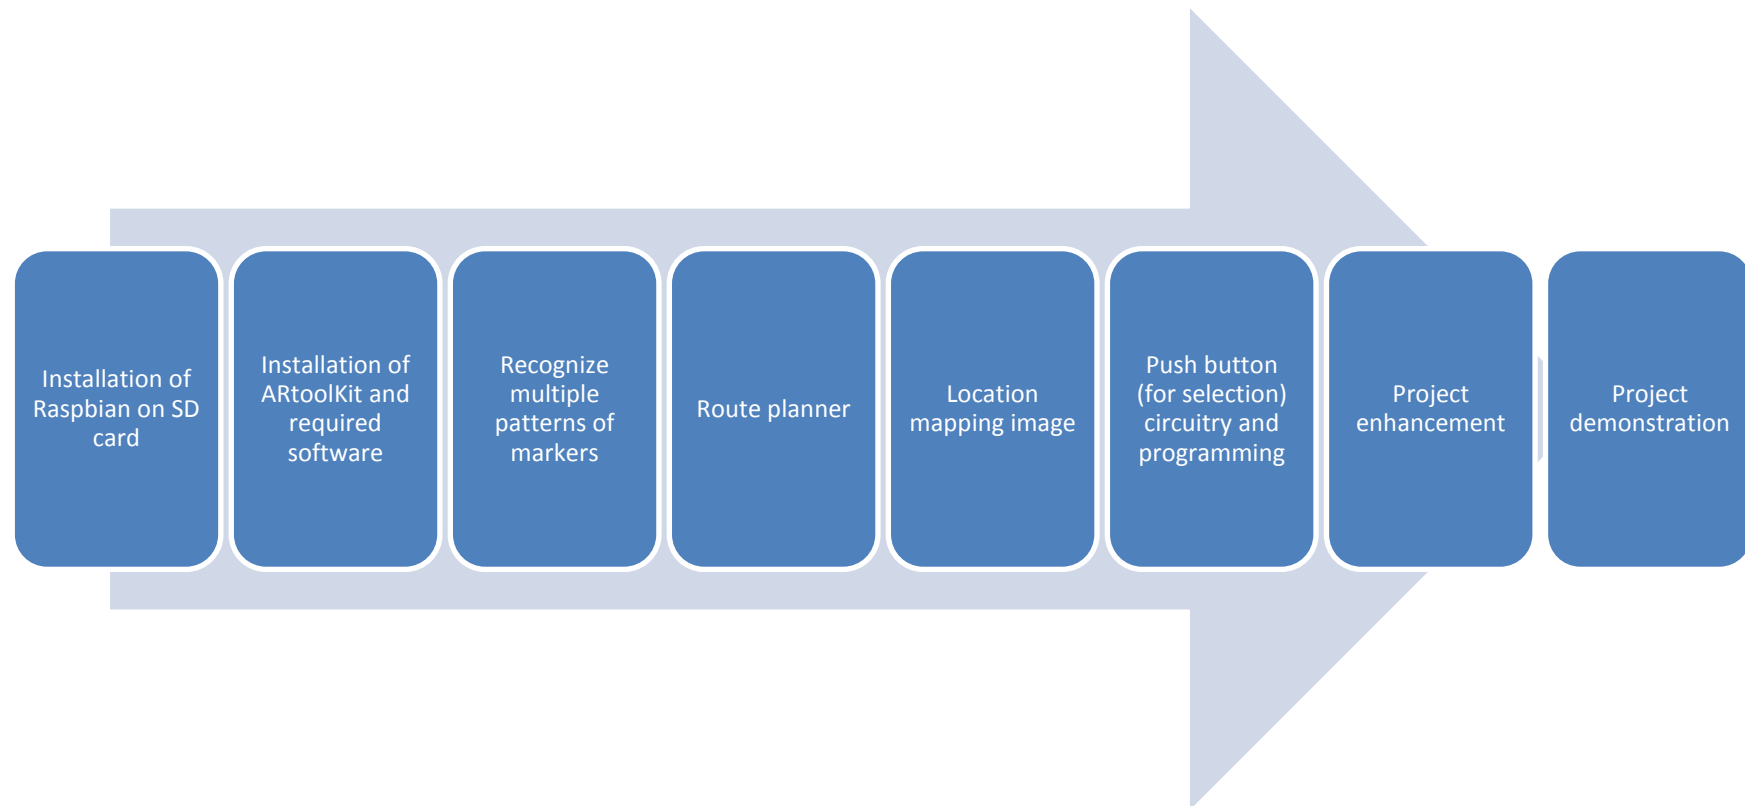 Installation of
Raspbian on SD
card
Installation of
ARtoolKit and
required
software
Recognize
multiple
patterns of
markers
Route planner
Location
mapping image
Push button
(for selection)
circuitry and
programming
Project
enhancement
Project
demonstration